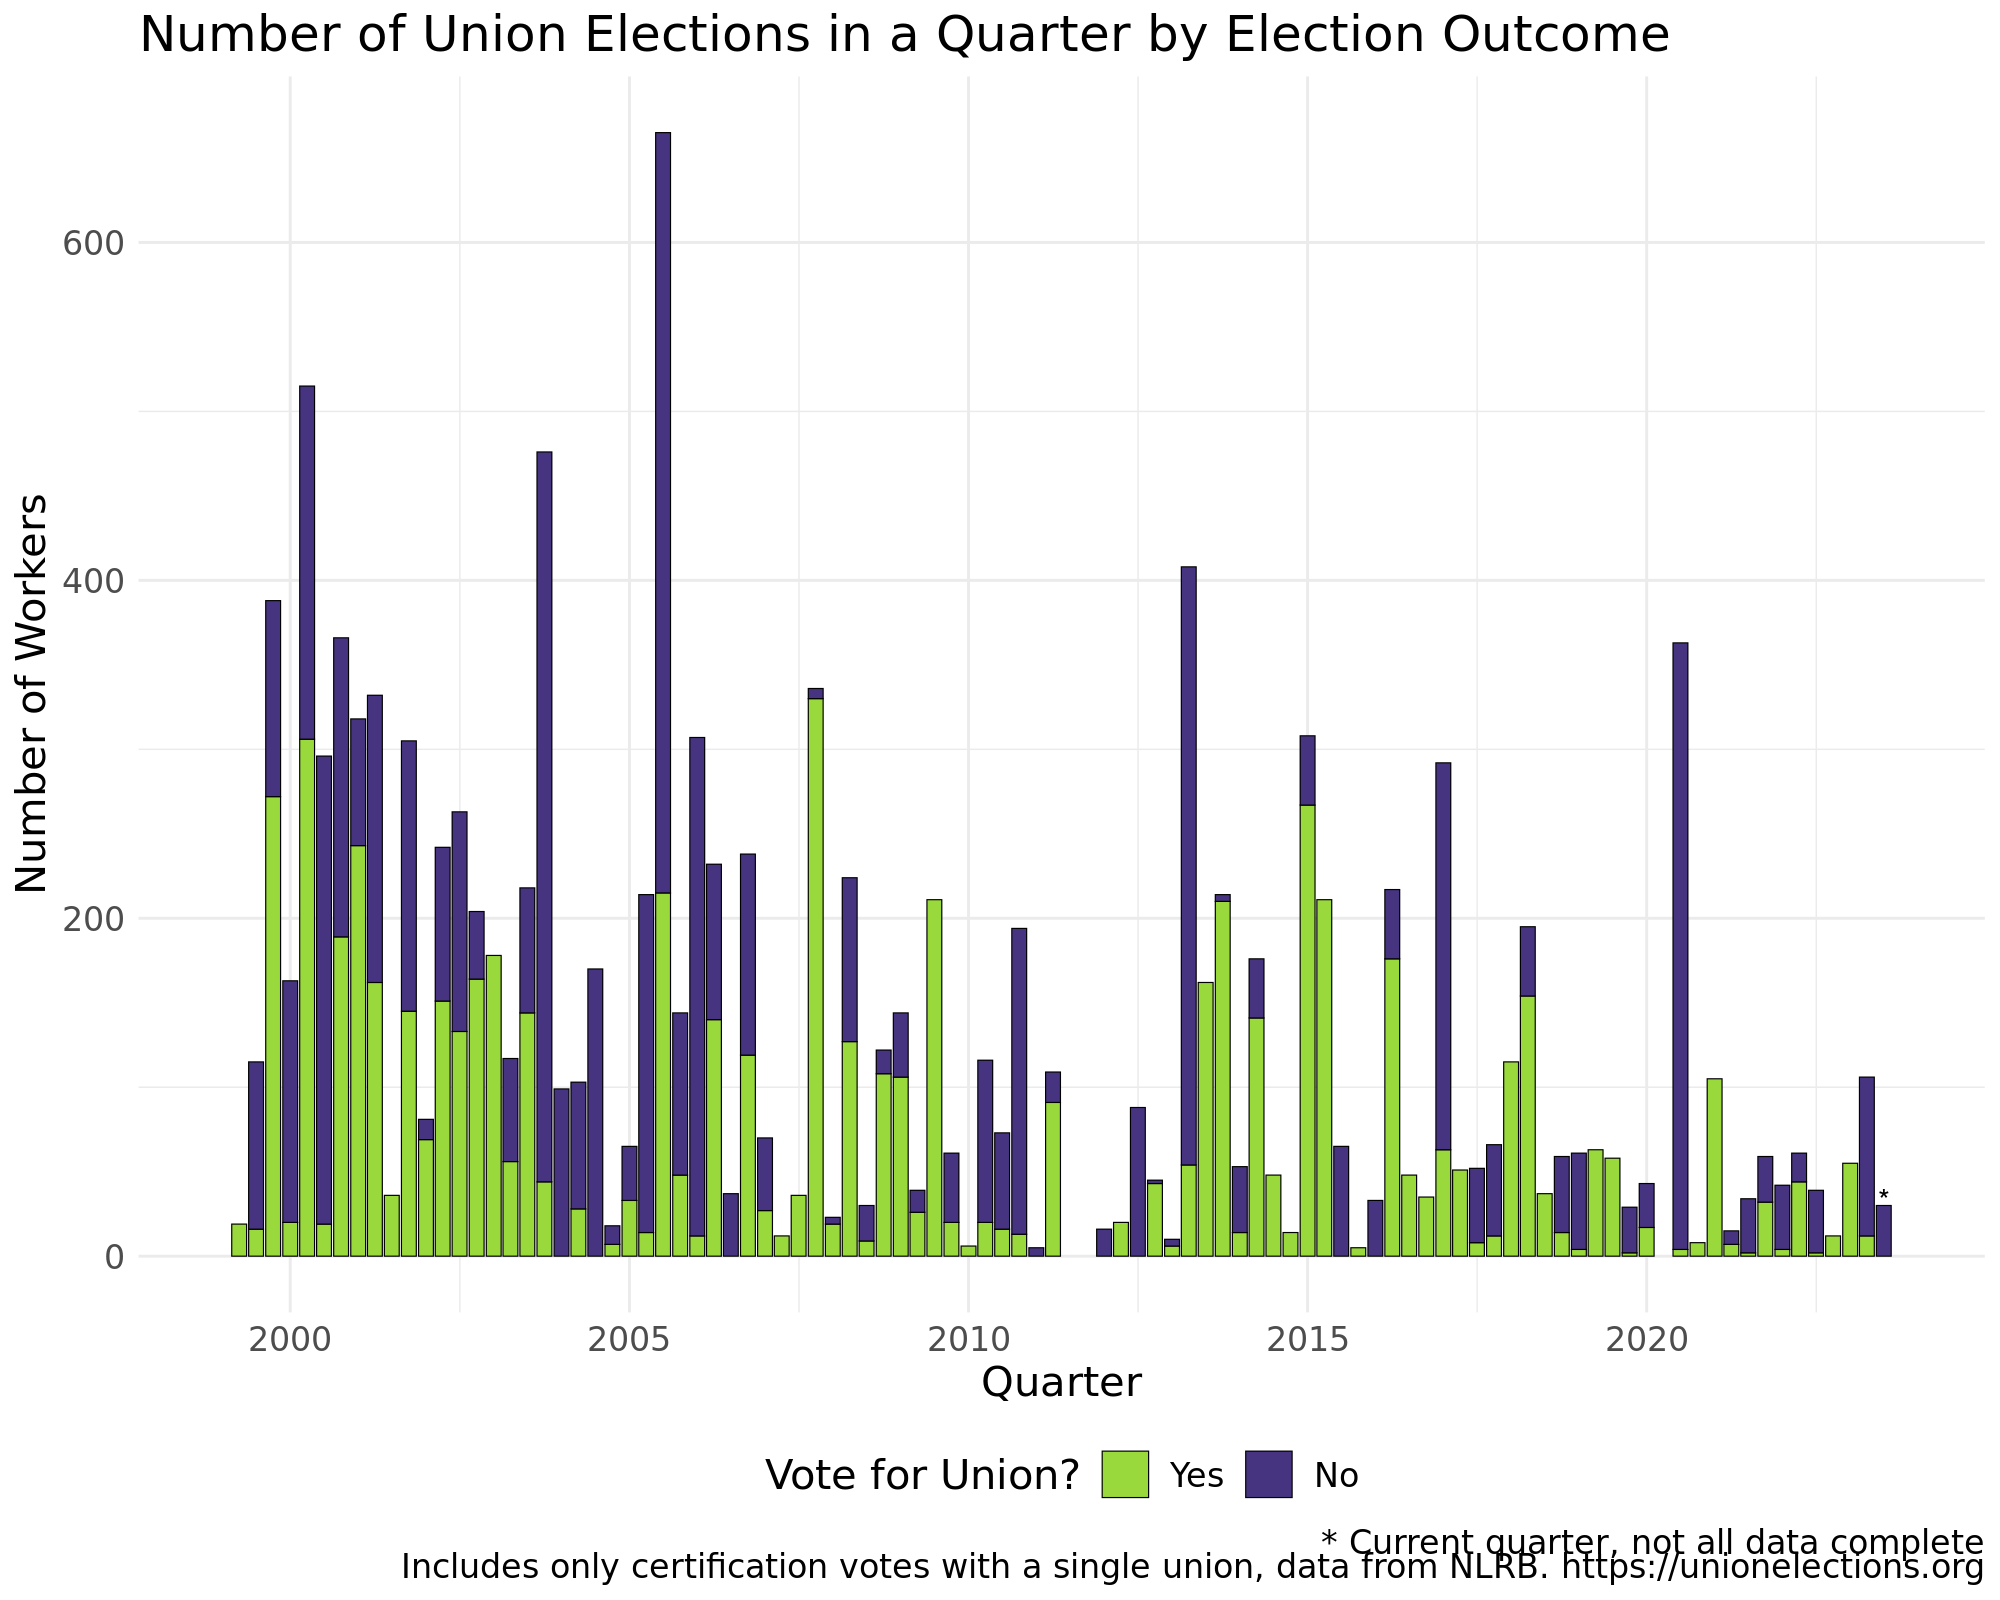 Number of Union Elections in a Quarter by Election Outcome
Number of Workers
600
400
200
0
2000 2005 2010 2015 2020
*
Quarter
Vote for Union? Yes No
* Current quarter, not all data complete
Includes only certification votes with a single union, data from NLRB. https://unionelections.org